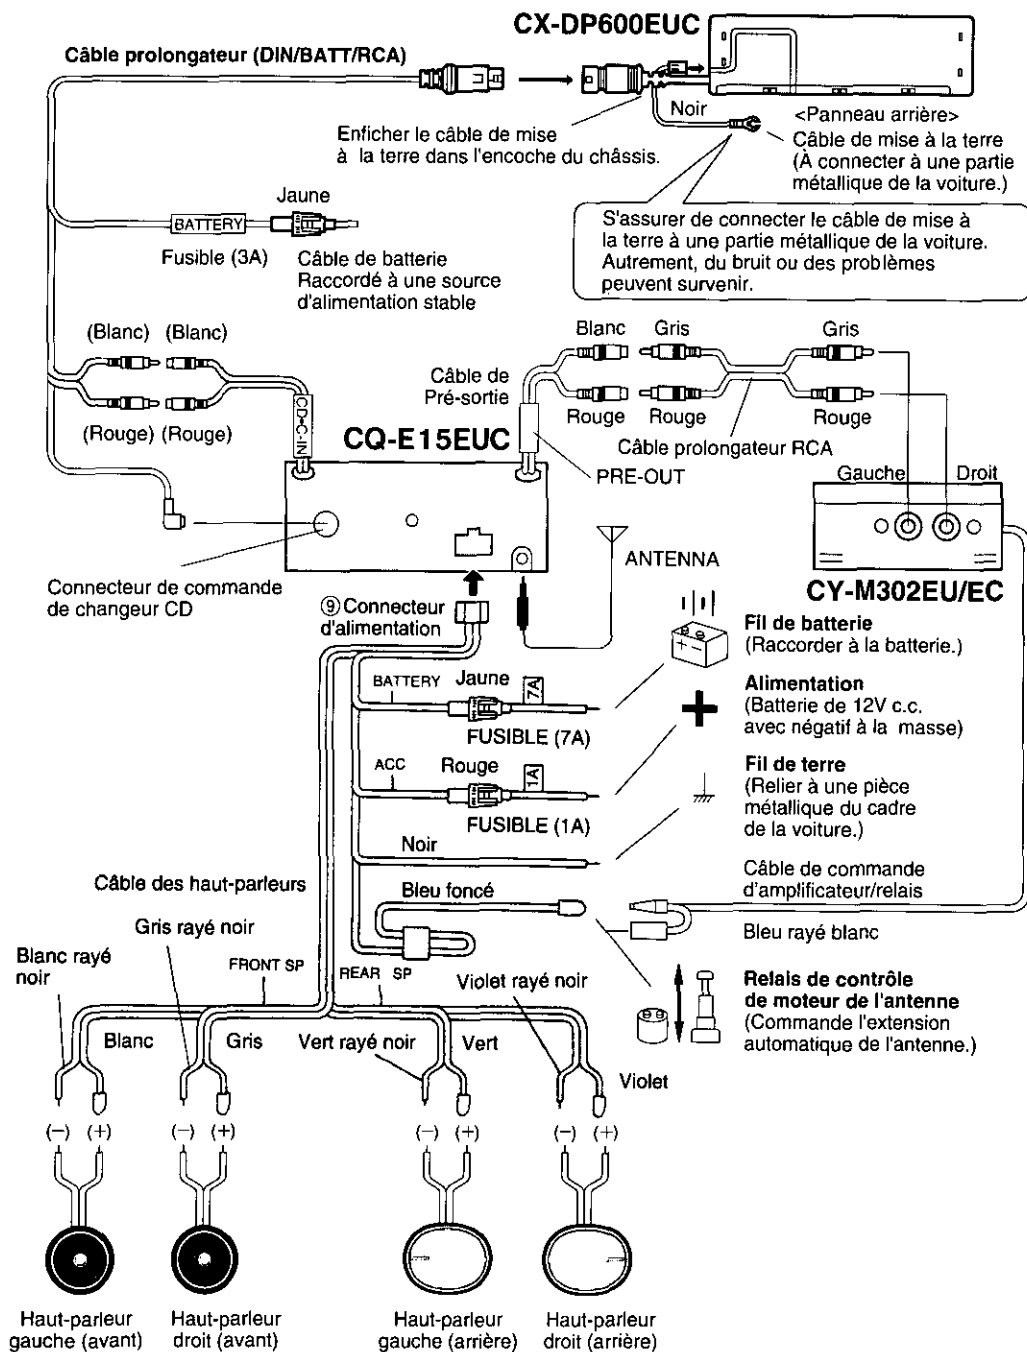 CX-DP600EUC
Câble prolongateur (DIN/BATT/RCA)
Noir
<Panneau arrière>
Enficher le câble de mise
à la terre dans l'encoche du châssis.
Câble de mise à la terre
(À connecter à une partie
métallique de la voiture.)
S'assurer de connecter le câble de mise à
la terre à une partie métallique de la voiture.
Autrement, du bruit ou des problèmes
peuvent survenir.
Jaune
BATTERY
Fusible (3A)
Câble de batterie
Raccordé à une source
d'alimentation stable
(Blanc) (Blanc)
(Rouge) (Rouge)
CD•C-IN
Câble de
Pré-sortie
Blanc Gris Gris
Rouge Rouge Rouge
Câble prolongateur RCA
CQ-E15EUC
PRE-OUT
Gauche Droit
ANTENNA
CY-M302EU/EC
Connecteur de commande
de changeur CD
⑨ Connecteur
d'alimentation
BATTERY
Jaune
7A
FUSIBLE (7A)
ACC
Rouge
1A
FUSIBLE (1A)
Noir
Bleu foncé
Fil de batterie
(Raccorder à la batterie.)
Alimentation
(Batterie de 12V c.c.
avec négatif à la masse)
Fil de terre
(Relier à une pièce
métallique du cadre
de la voiture.)
Câble de commande
d'amplificateur/relais
Bleu rayé blanc
Relais de contrôle
de moteur de l'antenne
(Commande l'extension
automatique de l'antenne.)
Câble des haut-parleurs
Gris rayé noir
Blanc rayé
noir
FRONT SP
REAR SP
Violet rayé noir
Blanc
Gris
Vert rayé noir
Vert
Violet
(−) (+) (−) (+) (−) (+) (−) (+)
Haut-parleur
gauche (avant)
Haut-parleur
droit (avant)
Haut-parleur
gauche (arrière)
Haut-parleur
droit (arrière)